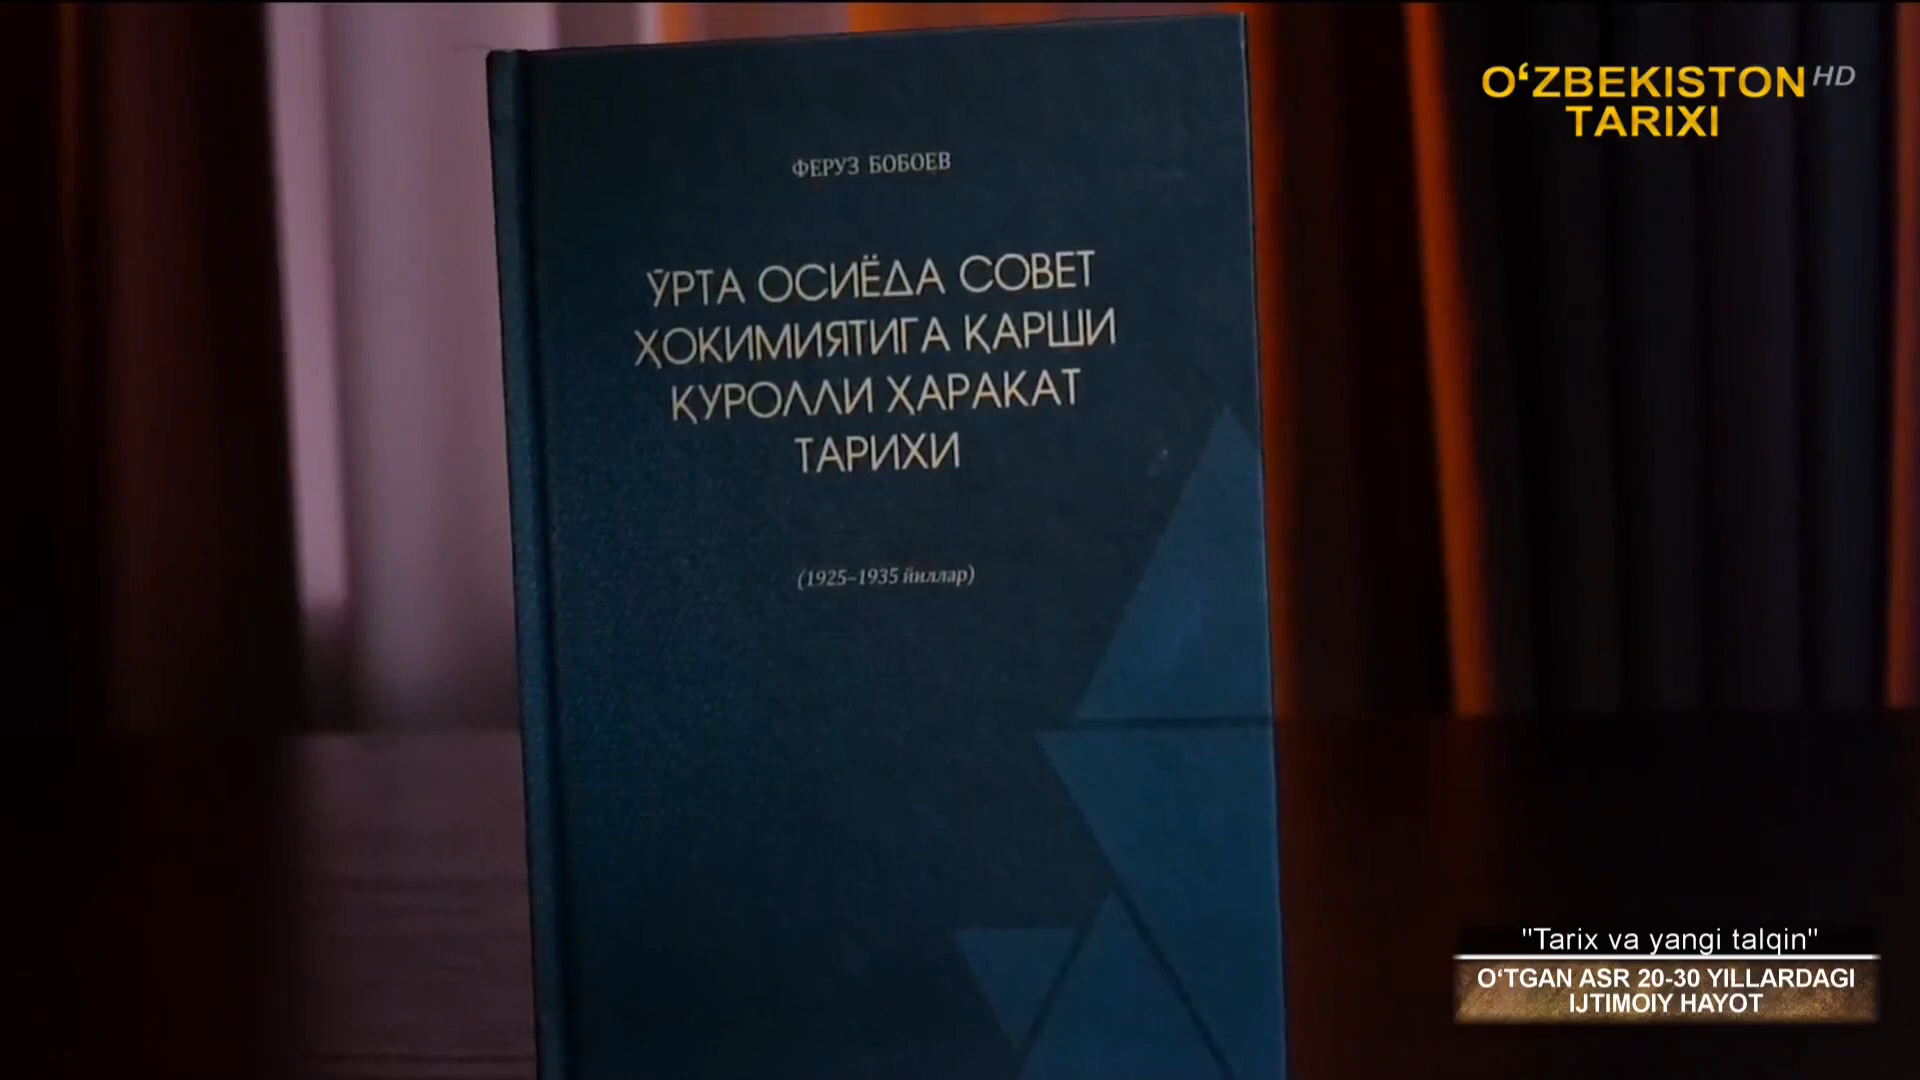 O‘ZBEKISTON HD
TARIXI
ФЕРУЗ БОБОЕВ
ЎРТА ОСИЁДА СОВЕТ
ҲОКИМИЯТИГА ҚАРШИ
ҚУРОЛЛИ ҲАРАКАТ
ТАРИХИ
(1925–1935 йиллар)
"Tarix va yangi talqin"
O‘TGAN ASR 20-30 YILLARDAGI
IJTIMOIY HAYOT